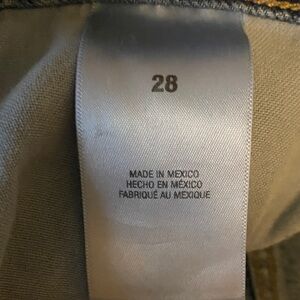 28
MADE IN MEXICO
HECHO EN MÉXICO
FABRIQUÉ AU MEXIQUE